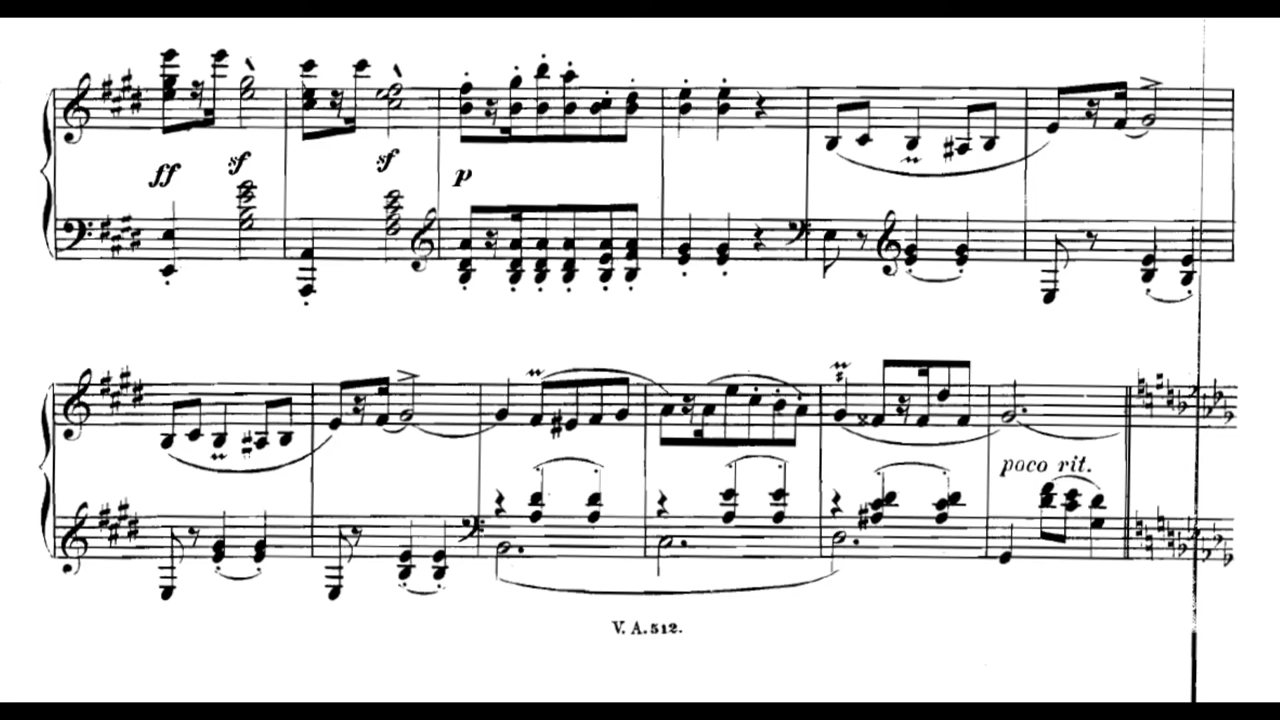 ff
sf
sf
p
poco rit.
V. A. 512.